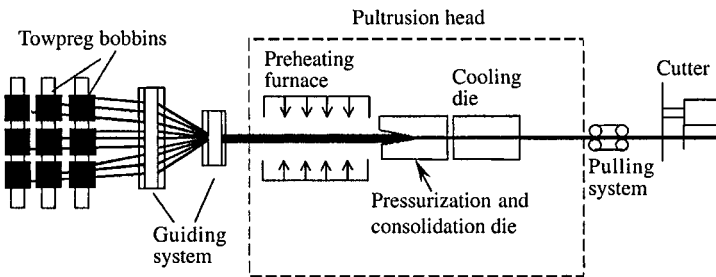 Pultrusion head
Towpreg bobbins
Preheating
furnace
Cooling
die
Cutter
Pulling
system
Pressurization and
consolidation die
Guiding
system